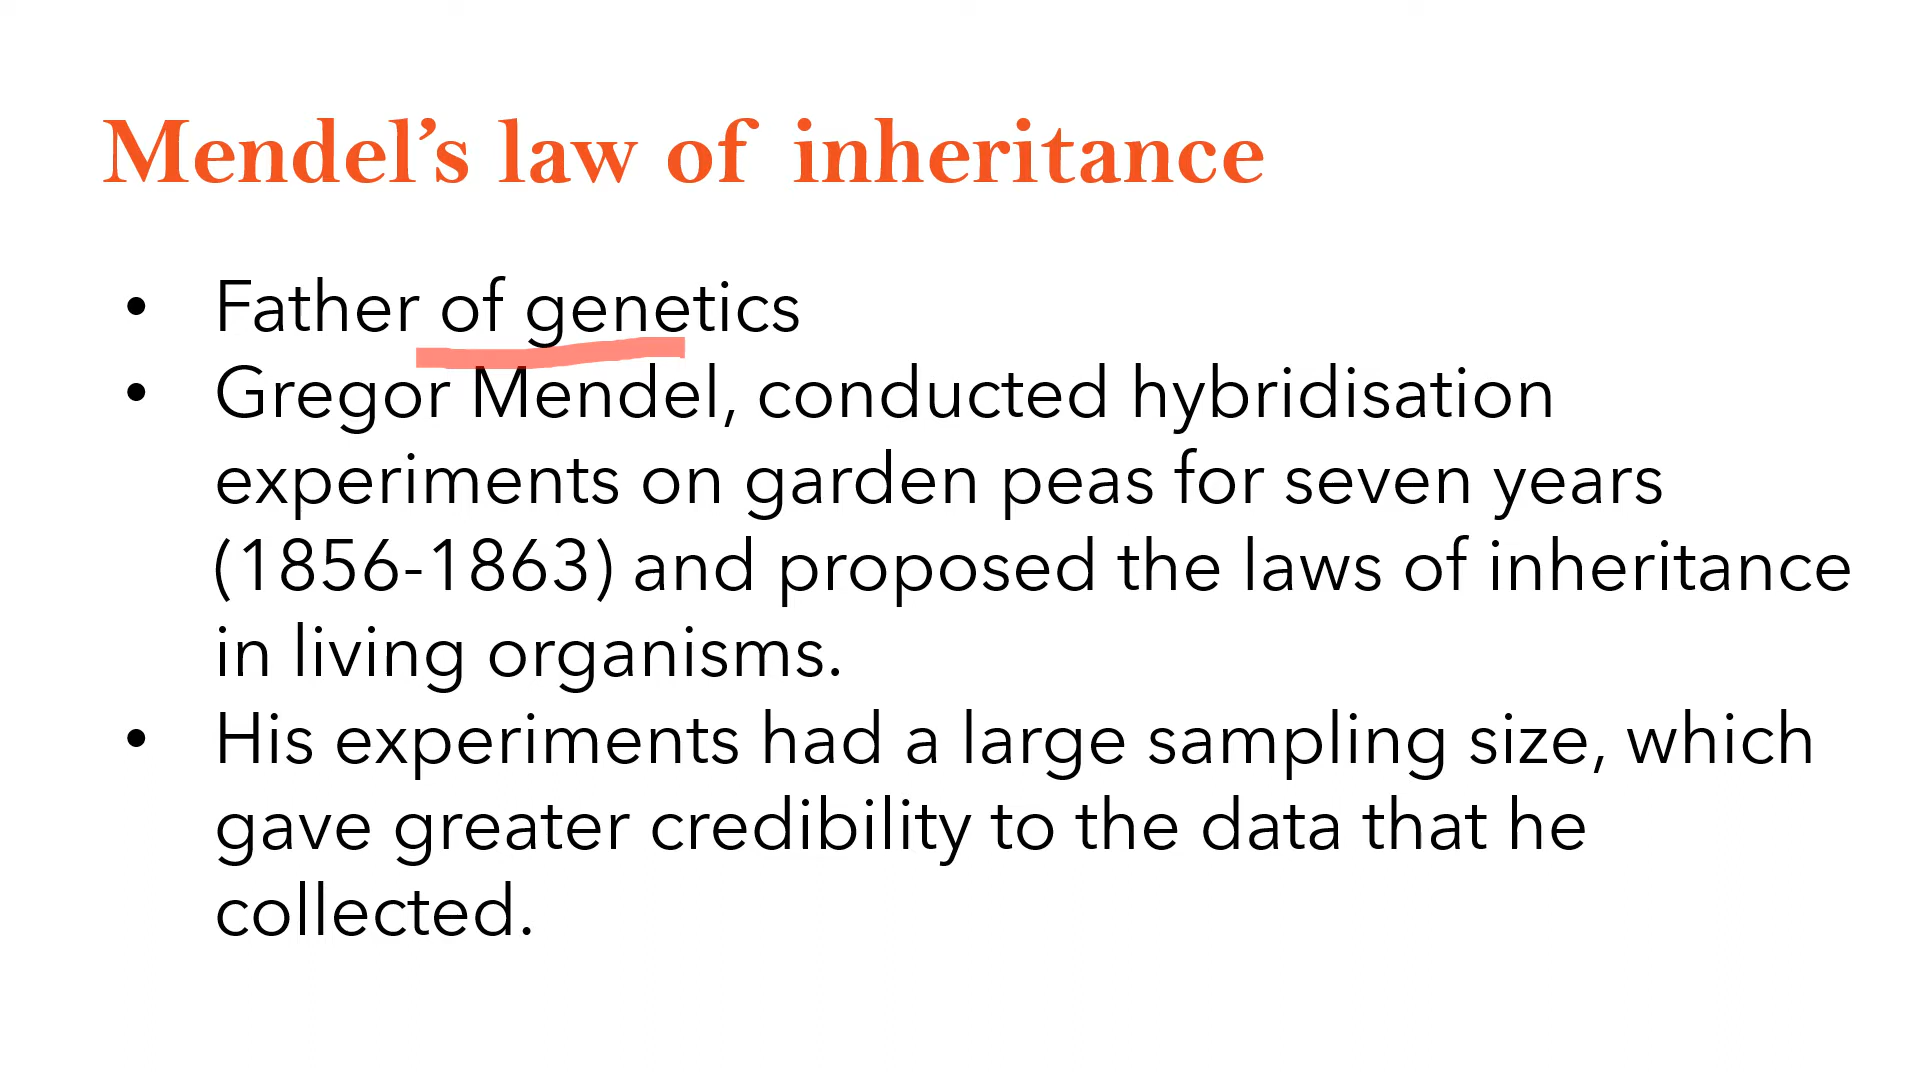 Mendel’s law of inheritance
• Father of genetics
• Gregor Mendel, conducted hybridisation
experiments on garden peas for seven years
(1856-1863) and proposed the laws of inheritance
in living organisms.
• His experiments had a large sampling size, which
gave greater credibility to the data that he
collected.